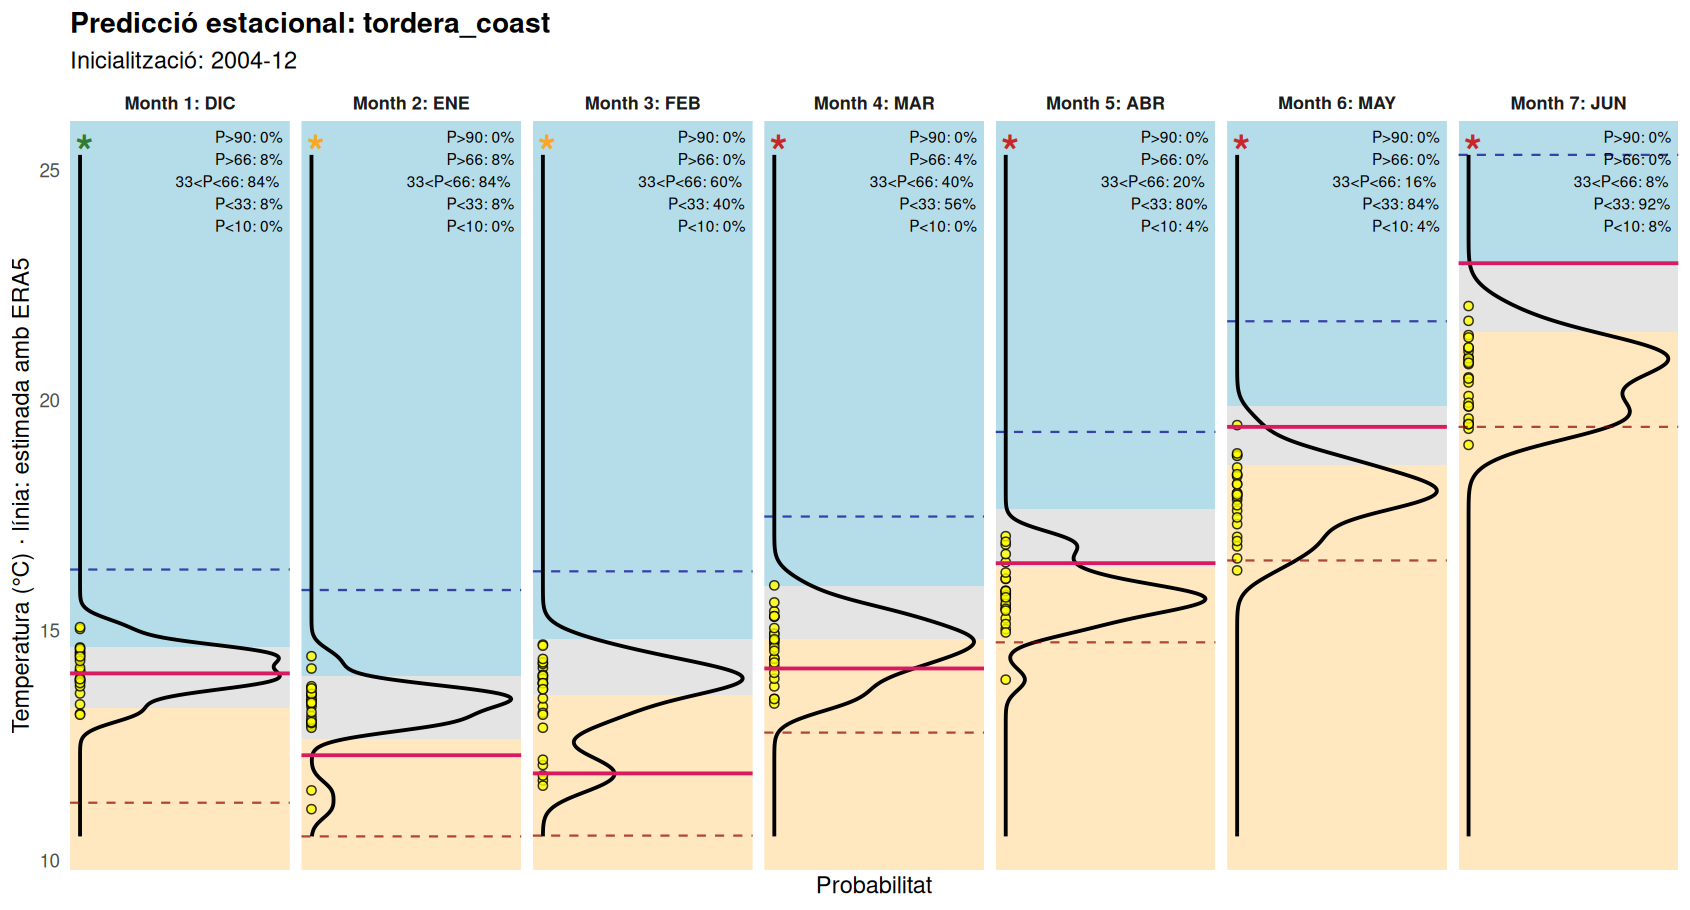 Predicció estacional: tordera_coast
Inicialització: 2004-12
Month 1: DIC
Month 2: ENE
Month 3: FEB
Month 4: MAR
Month 5: ABR
Month 6: MAY
Month 7: JUN
*
P>90: 0%
P>66: 8%
33<P<66: 84%
P<33: 8%
P<10: 0%
*
P>90: 0%
P>66: 8%
33<P<66: 84%
P<33: 8%
P<10: 0%
*
P>90: 0%
P>66: 0%
33<P<66: 60%
P<33: 40%
P<10: 0%
*
P>90: 0%
P>66: 4%
33<P<66: 40%
P<33: 56%
P<10: 0%
*
P>90: 0%
P>66: 0%
33<P<66: 20%
P<33: 80%
P<10: 4%
*
P>90: 0%
P>66: 0%
33<P<66: 16%
P<33: 84%
P<10: 4%
*
P>90: 0%
P>66: 0%
33<P<66: 8%
P<33: 92%
P<10: 8%
25
20
15
10
Temperatura (°C) · línia: estimada amb ERA5
Probabilitat